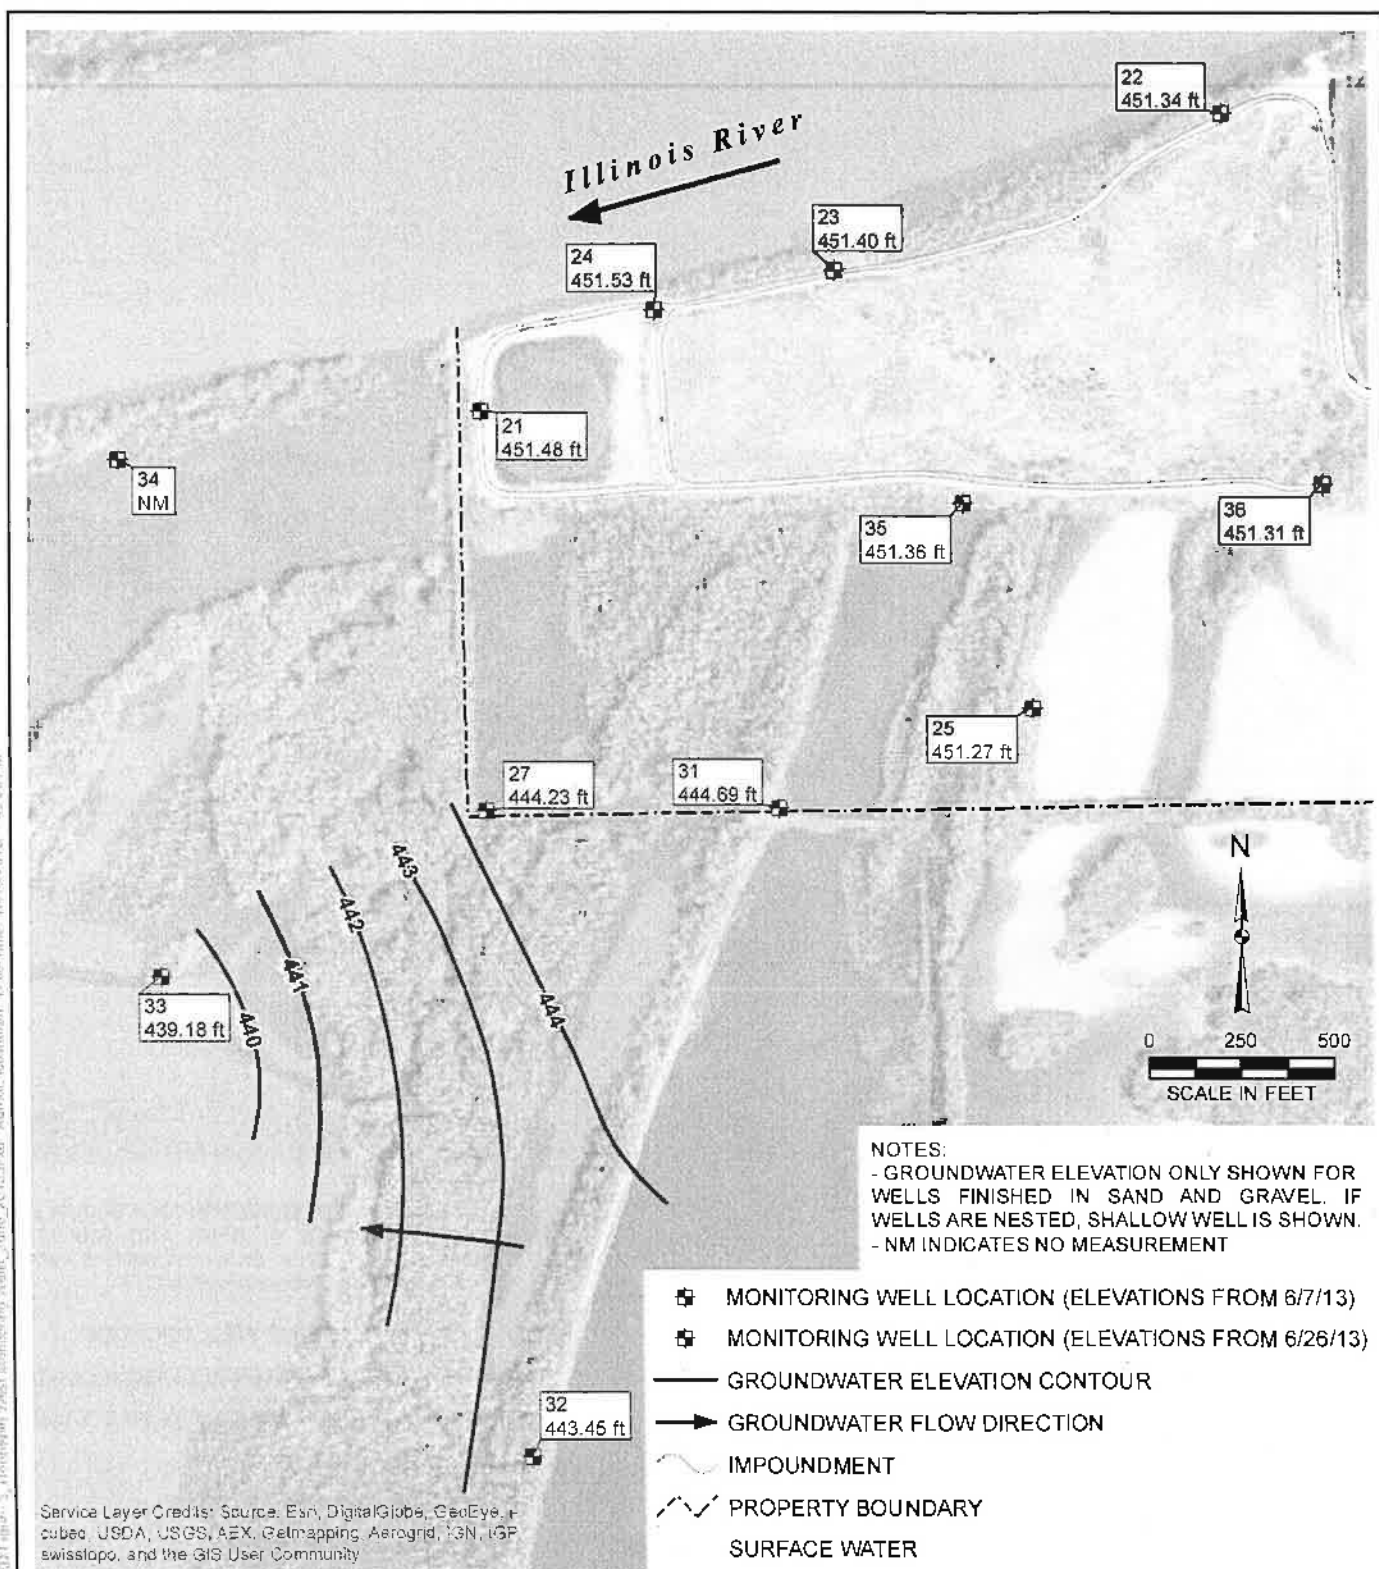 22
451.34 ft
Illinois River
23
451.40 ft
24
451.53 ft
21
451.48 ft
34
NM
35
451.36 ft
36
451.31 ft
25
451.27 ft
27
444.23 ft
31
444.69 ft
443
442
441
440
444
33
439.18 ft
N
0 250 500
SCALE IN FEET
NOTES:
- GROUNDWATER ELEVATION ONLY SHOWN FOR
WELLS FINISHED IN SAND AND GRAVEL. IF
WELLS ARE NESTED, SHALLOW WELL IS SHOWN.
- NM INDICATES NO MEASUREMENT
MONITORING WELL LOCATION (ELEVATIONS FROM 6/7/13)
MONITORING WELL LOCATION (ELEVATIONS FROM 6/26/13)
GROUNDWATER ELEVATION CONTOUR
GROUNDWATER FLOW DIRECTION
IMPOUNDMENT
PROPERTY BOUNDARY
SURFACE WATER
32
443.45 ft
Service Layer Credits: Source: Esri, DigitalGlobe, GeoEye, i-
cubed, USDA, USGS, AEX, Getmapping, Aerogrid, IGN, IGP,
swisstopo, and the GIS User Community